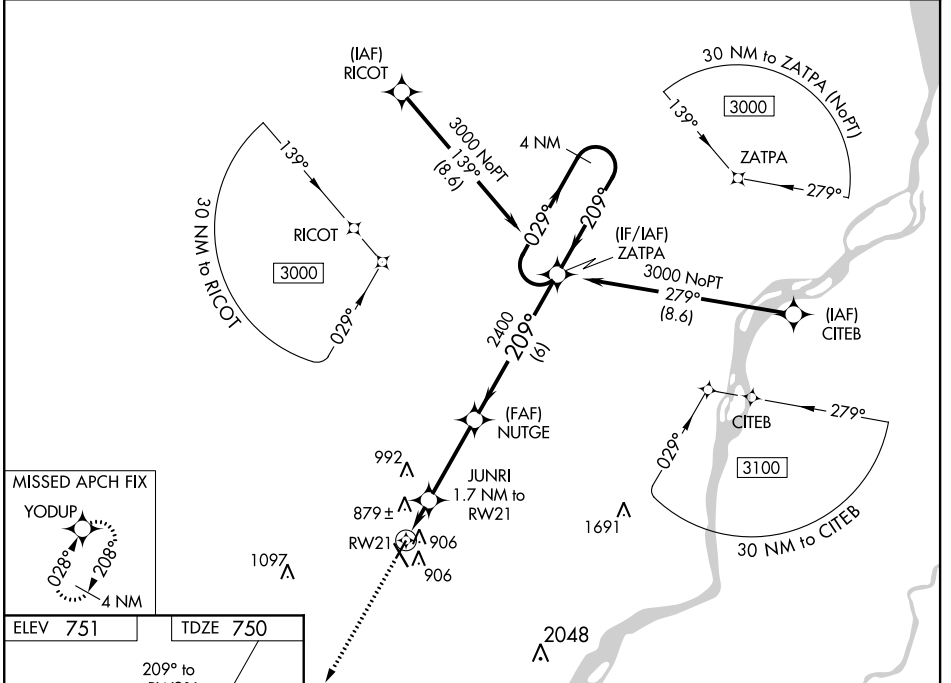 (IAF)
RICOT
3000 NoPT
139°
(8.6)
4 NM
029°
209°
30 NM to ZATPA (NoPT)
3000
139°
ZATPA
279°
139°
RICOT
3000
029°
30 NM to RICOT
(IF/IAF)
ZATPA
3000 NoPT
279°
(8.6)
(IAF)
CITEB
2400
209°
(6)
(FAF)
NUTGE
CITEB
279°
029°
3100
30 NM to CITEB
992
JUNRI
1.7 NM to
RW21
879±
RW21
906
906
1691
1097
2048
MISSED APCH FIX
YODUP
028°
208°
4 NM
ELEV 751
TDZE 750
209° to